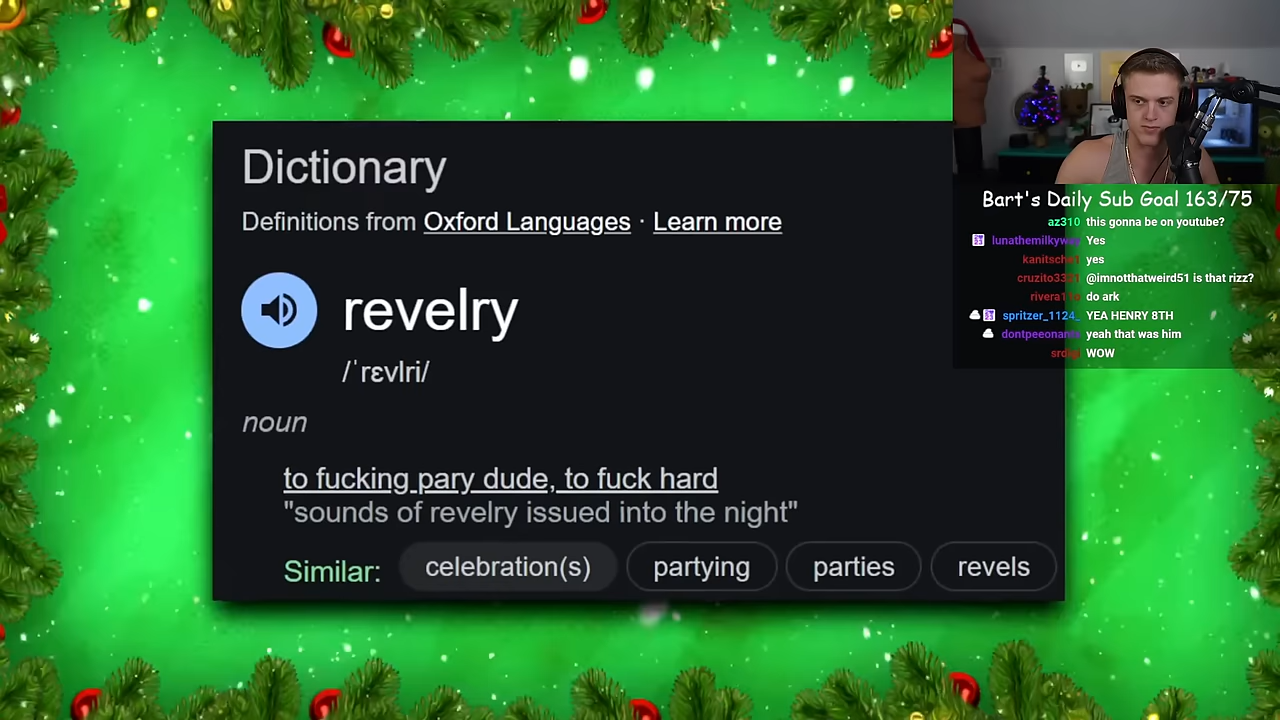 Dictionary
Definitions from Oxford Languages · Learn more
revelry
/ˈrɛvlri/
noun
to fucking pary dude, to fuck hard
"sounds of revelry issued into the night"
Similar: celebration(s) partying parties revels
Bart's Daily Sub Goal 163/75
az310 this gonna be on youtube?
Yes
yes
@imnotthatweird51 is that rizz?
do ark
spritzer_1124_ YEA HENRY 8TH
yeah that was him
WOW